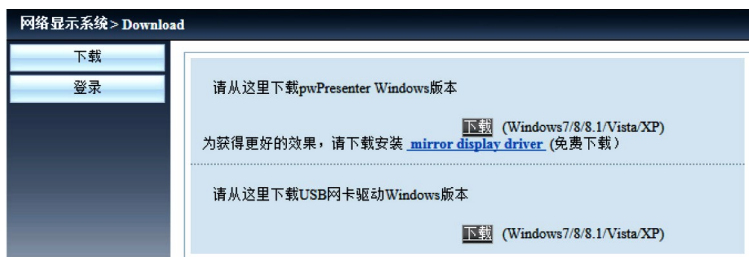 网络显示系统> Download
下载
登录
请从这里下载pwPresenter Windows版本
下载 (Windows7/8/8.1/Vista/XP)
为获得更好的效果，请下载安装 mirror display driver (免费下载）
请从这里下载USB网卡驱动Windows版本
下载 (Windows7/8/8.1/Vista/XP)